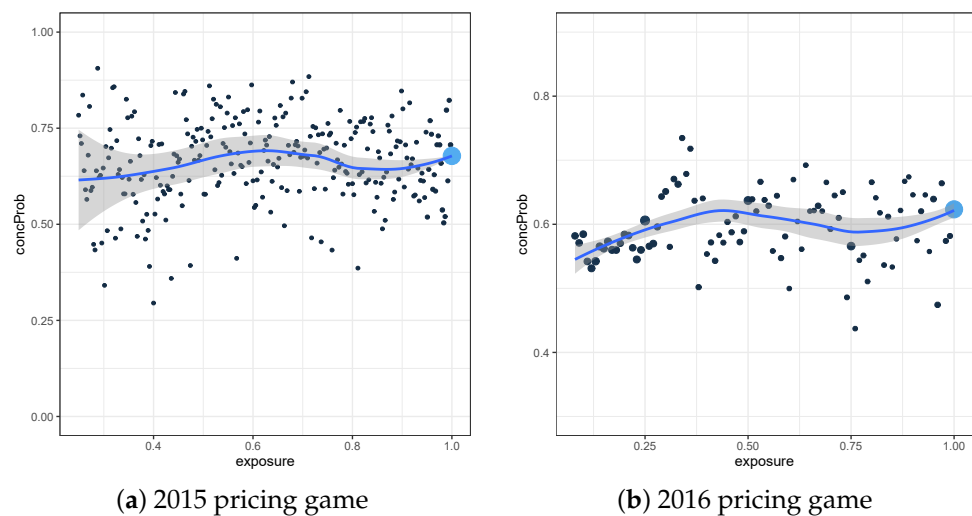 1.00
0.75
0.50
0.25
0.00
concProb
0.4 0.6 0.8 1.0
exposure
(a) 2015 pricing game
0.8
0.6
0.4
concProb
0.25 0.50 0.75 1.00
exposure
(b) 2016 pricing game